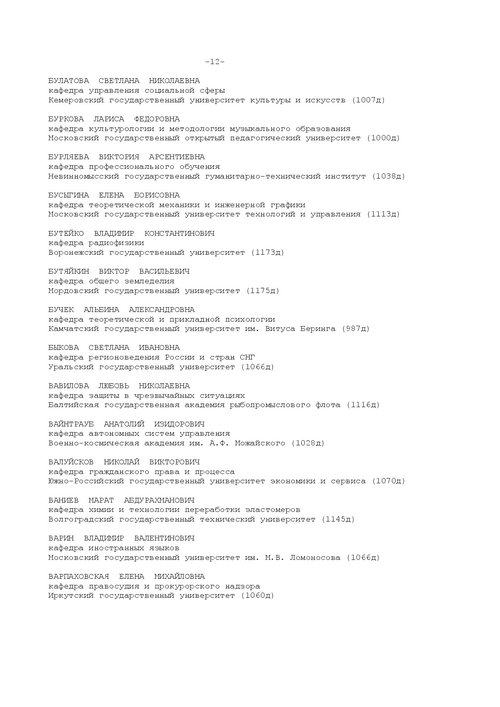 -12-
БУЛАТОВА СВЕТЛАНА НИКОЛАЕВНА
кафедра управления социальной сферы
Кемеровский государственный университет культуры и искусств (1007д)
БУРКОВА ЛАРИСА ФЕДОРОВНА
кафедра культурологии и методологии музыкального образования
Московский государственный открытый педагогический университет (1000д)
БУРЛЯЕВА ВИКТОРИЯ АРСЕНТИЕВНА
кафедра профессионального обучения
Невинномысский государственный гуманитарно-технический институт (1038д)
БУСЫГИНА ЕЛЕНА БОРИСОВНА
кафедра теоретической механики и инженерной графики
Московский государственный университет технологий и управления (1113д)
БУТЕЙКО ВЛАДИМИР КОНСТАНТИНОВИЧ
кафедра радиофизики
Воронежский государственный университет (1173д)
БУТЯЙКИН ВИКТОР ВАСИЛЬЕВИЧ
кафедра общего земледелия
Мордовский государственный университет (1175д)
БУЧЕК АЛЬБИНА АЛЕКСАНДРОВНА
кафедра теоретической и прикладной психологии
Камчатский государственный университет им. Витуса Беринга (987д)
БЫКОВА СВЕТЛАНА ИВАНОВНА
кафедра регионоведения России и стран СНГ
Уральский государственный университет (1066д)
ВАВИЛОВА ЛЮБОВЬ НИКОЛАЕВНА
кафедра защиты в чрезвычайных ситуациях
Балтийская государственная академия рыбопромыслового флота (1116д)
ВАЙНТРАУБ АНАТОЛИЙ ИЗИДОРОВИЧ
кафедра автономных систем управления
Военно-космическая академия им. А.Ф. Можайского (1028д)
ВАЛУЙСКОВ НИКОЛАЙ ВИКТОРОВИЧ
кафедра гражданского права и процесса
Южно-Российский государственный университет экономики и сервиса (1070д)
ВАНИЕВ МАРАТ АБДУРАХМАНОВИЧ
кафедра химии и технологии переработки эластомеров
Волгоградский государственный технический университет (1145д)
ВАРИН ВЛАДИМИР ВАЛЕНТИНОВИЧ
кафедра иностранных языков
Московский государственный университет им. М.В. Ломоносова (1066д)
ВАРПАХОВСКАЯ ЕЛЕНА МИХАЙЛОВНА
кафедра правосудия и прокурорского надзора
Иркутский государственный университет (1060д)